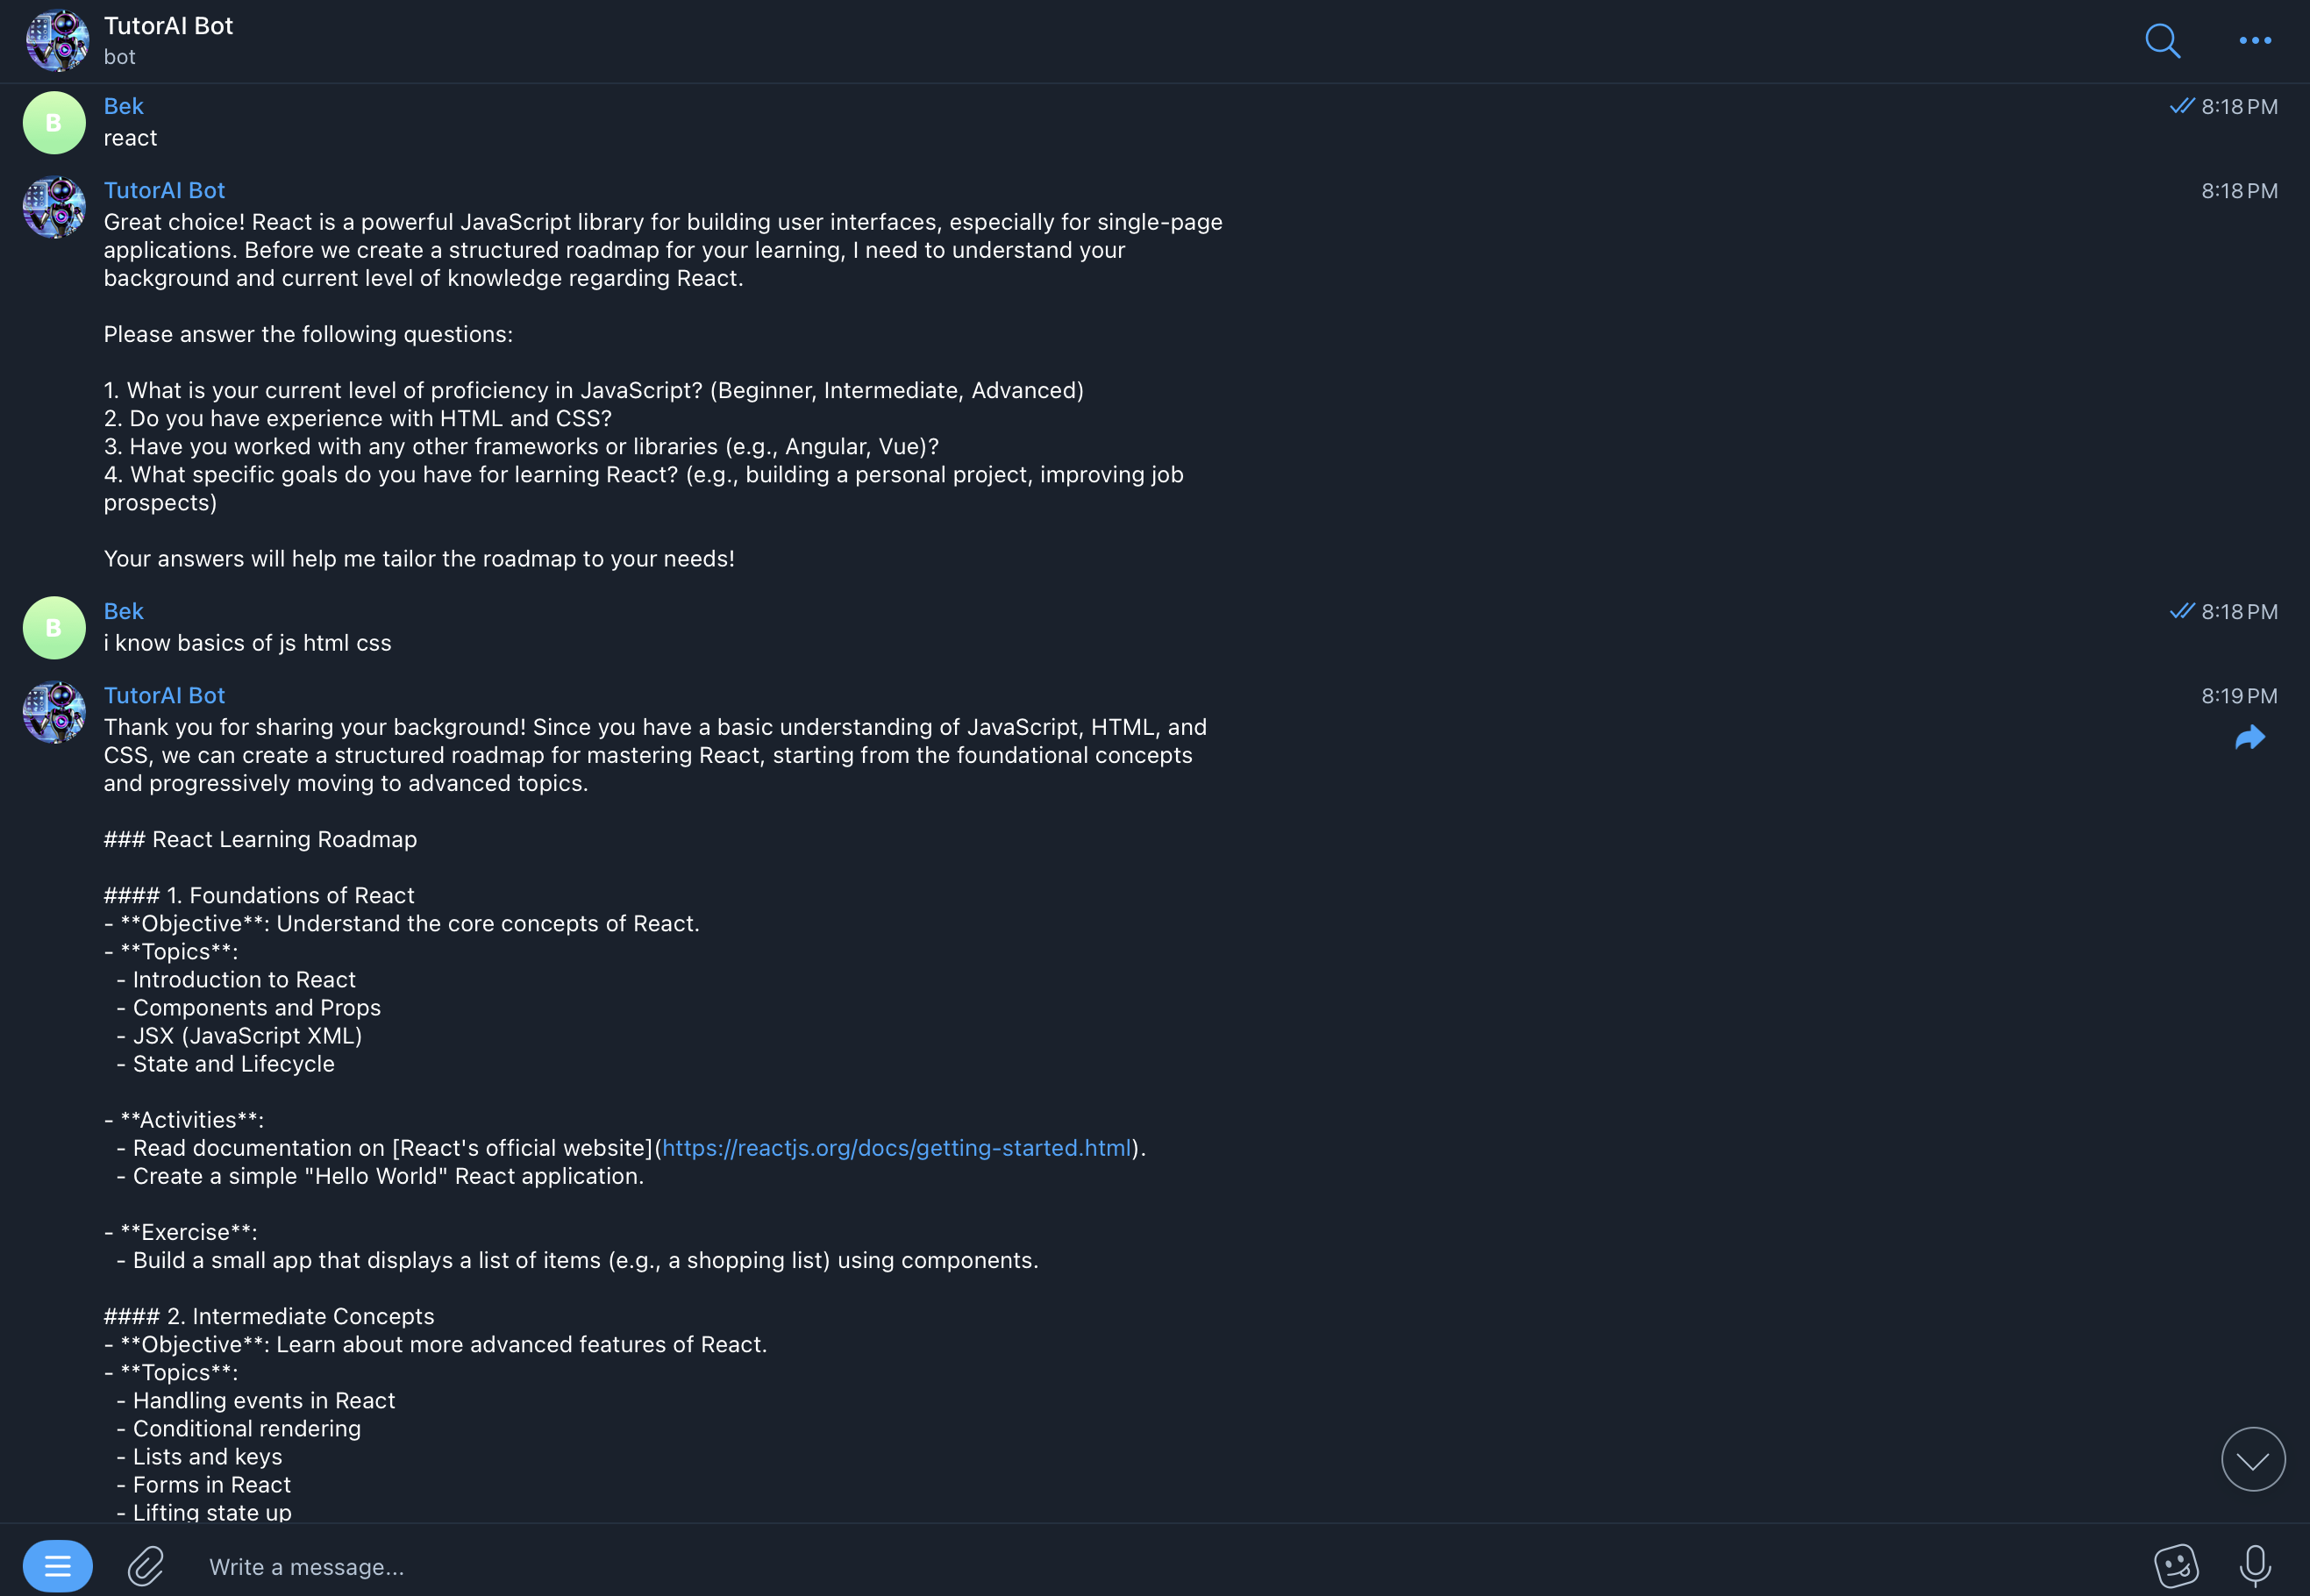 TutorAI Bot
bot
Bek
8:18 PM
B
react
TutorAI Bot
8:18 PM
Great choice! React is a powerful JavaScript library for building user interfaces, especially for single-page
applications. Before we create a structured roadmap for your learning, I need to understand your
background and current level of knowledge regarding React.
Please answer the following questions:
1. What is your current level of proficiency in JavaScript? (Beginner, Intermediate, Advanced)
2. Do you have experience with HTML and CSS?
3. Have you worked with any other frameworks or libraries (e.g., Angular, Vue)?
4. What specific goals do you have for learning React? (e.g., building a personal project, improving job
prospects)
Your answers will help me tailor the roadmap to your needs!
Bek
8:18 PM
B
i know basics of js html css
TutorAI Bot
8:19 PM
Thank you for sharing your background! Since you have a basic understanding of JavaScript, HTML, and
CSS, we can create a structured roadmap for mastering React, starting from the foundational concepts
and progressively moving to advanced topics.
### React Learning Roadmap
#### 1. Foundations of React
- **Objective**: Understand the core concepts of React.
- **Topics**:
- Introduction to React
- Components and Props
- JSX (JavaScript XML)
- State and Lifecycle
- **Activities**:
- Read documentation on [React's official website](https://reactjs.org/docs/getting-started.html).
- Create a simple "Hello World" React application.
- **Exercise**:
- Build a small app that displays a list of items (e.g., a shopping list) using components.
#### 2. Intermediate Concepts
- **Objective**: Learn about more advanced features of React.
- **Topics**:
- Handling events in React
- Conditional rendering
- Lists and keys
- Forms in React
- Lifting state up
Write a message...